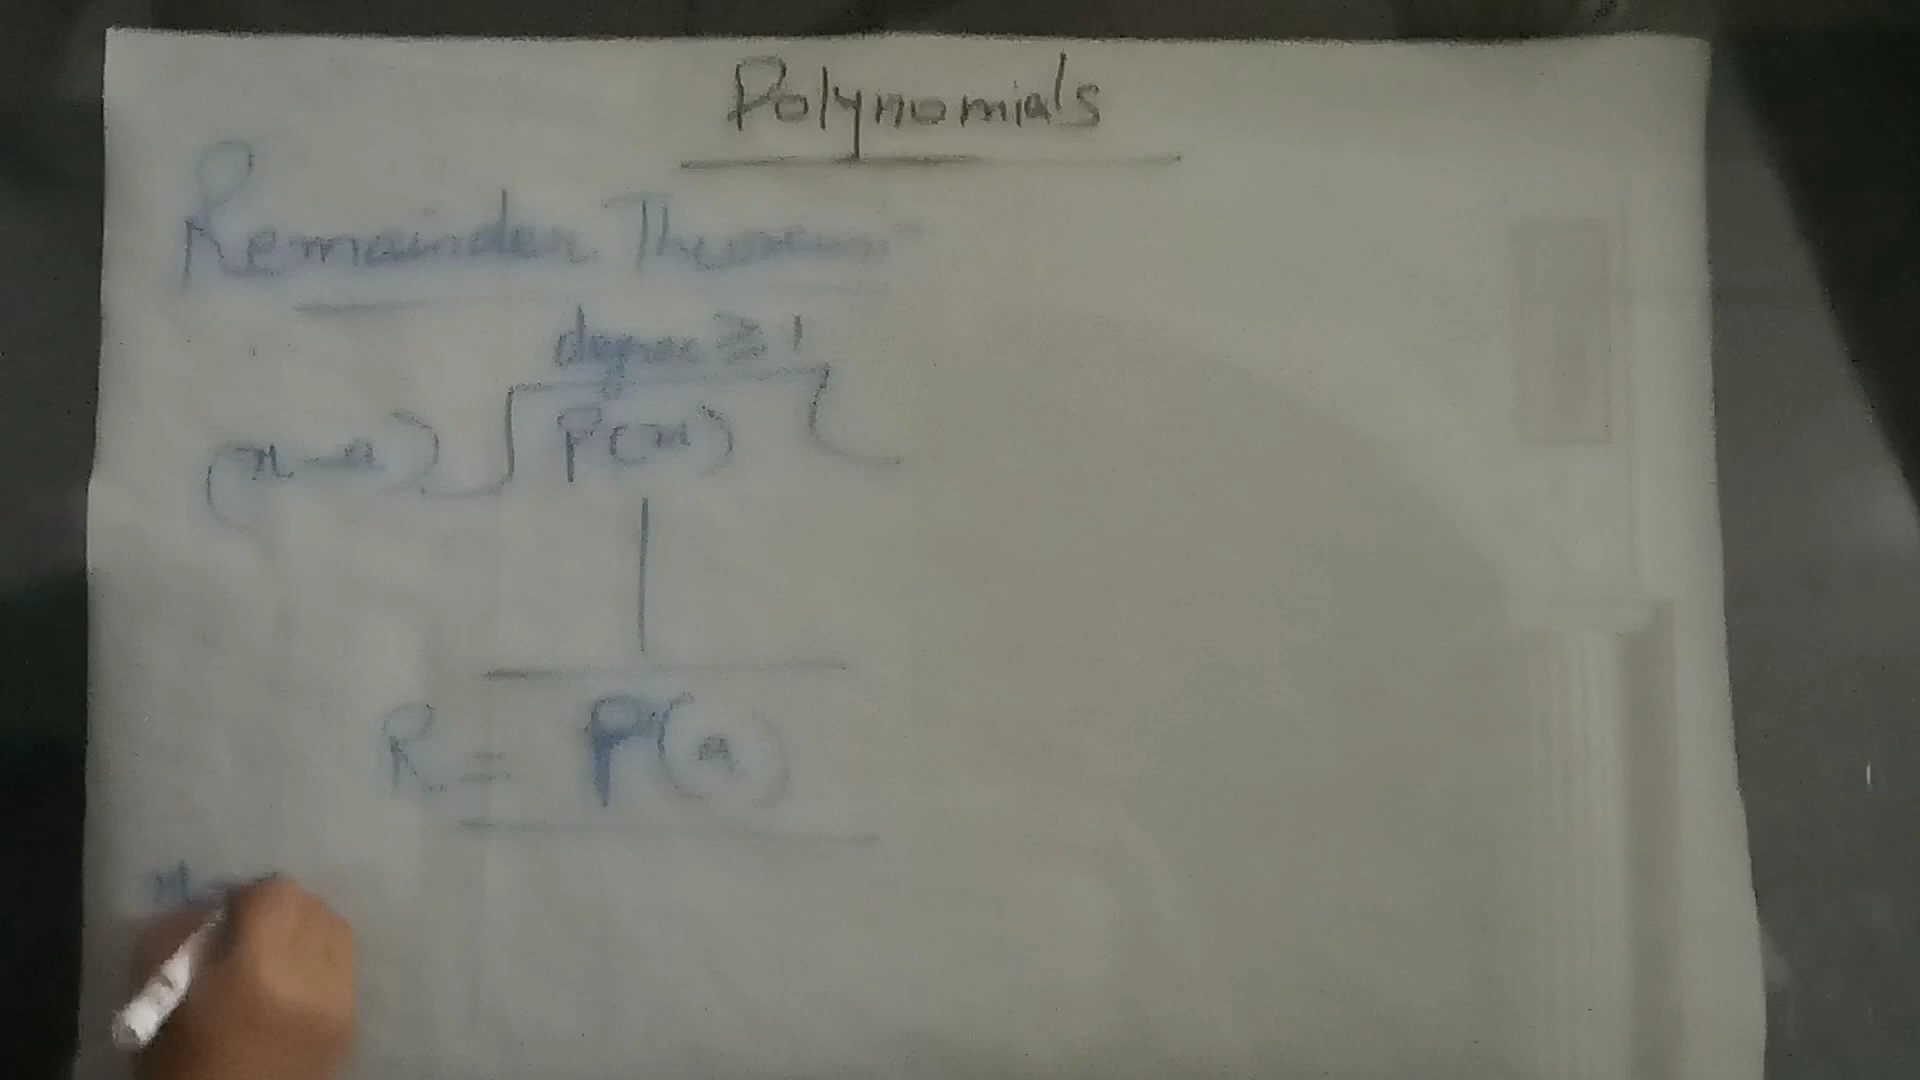 Polynomials
Remainder Theorem
degree ≥ 1
(x-a) P(x)
R = P(a)